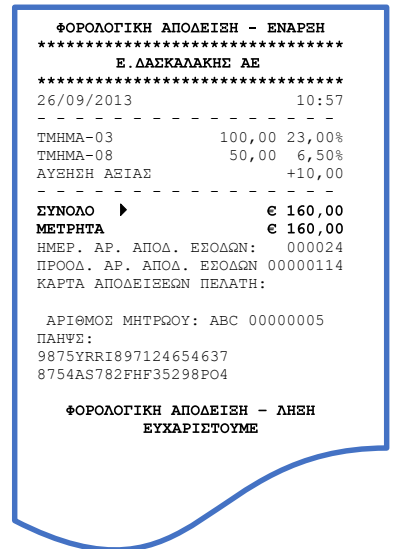 ΦΟΡΟΛΟΓΙΚΗ ΑΠΟΔΕΙΞΗ – ΕΝΑΡΞΗ
********************************
Ε.ΔΑΣΚΑΛΑΚΗΣ ΑΕ
********************************
26/09/2013 10:57
- - - - - - - - - - - - - - - -
ΤΜΗΜΑ-03 100,00 23,00%
ΤΜΗΜΑ-08 50,00 6,50%
ΑΥΞΗΣΗ ΑΞΙΑΣ +10,00
- - - - - - - - - - - - - - - -
ΣΥΝΟΛΟ € 160,00
ΜΕΤΡΗΤΑ € 160,00
ΗΜΕΡ. ΑΡ. ΑΠΟΔ. ΕΣΟΔΩΝ: 000024
ΠΡΟΟΔ. ΑΡ. ΑΠΟΔ. ΕΣΟΔΩΝ 00000114
ΚΑΡΤΑ ΑΠΟΔΕΙΞΕΩΝ ΠΕΛΑΤΗ:
ΑΡΙΘΜΟΣ ΜΗΤΡΩΟΥ: ABC 00000005
ΠΑΗΨΣ:
9875YRRI897124654637
8754AS782FHF35298PO4
ΦΟΡΟΛΟΓΙΚΗ ΑΠΟΔΕΙΞΗ – ΛΗΞΗ
ΕΥΧΑΡΙΣΤΟΥΜΕ